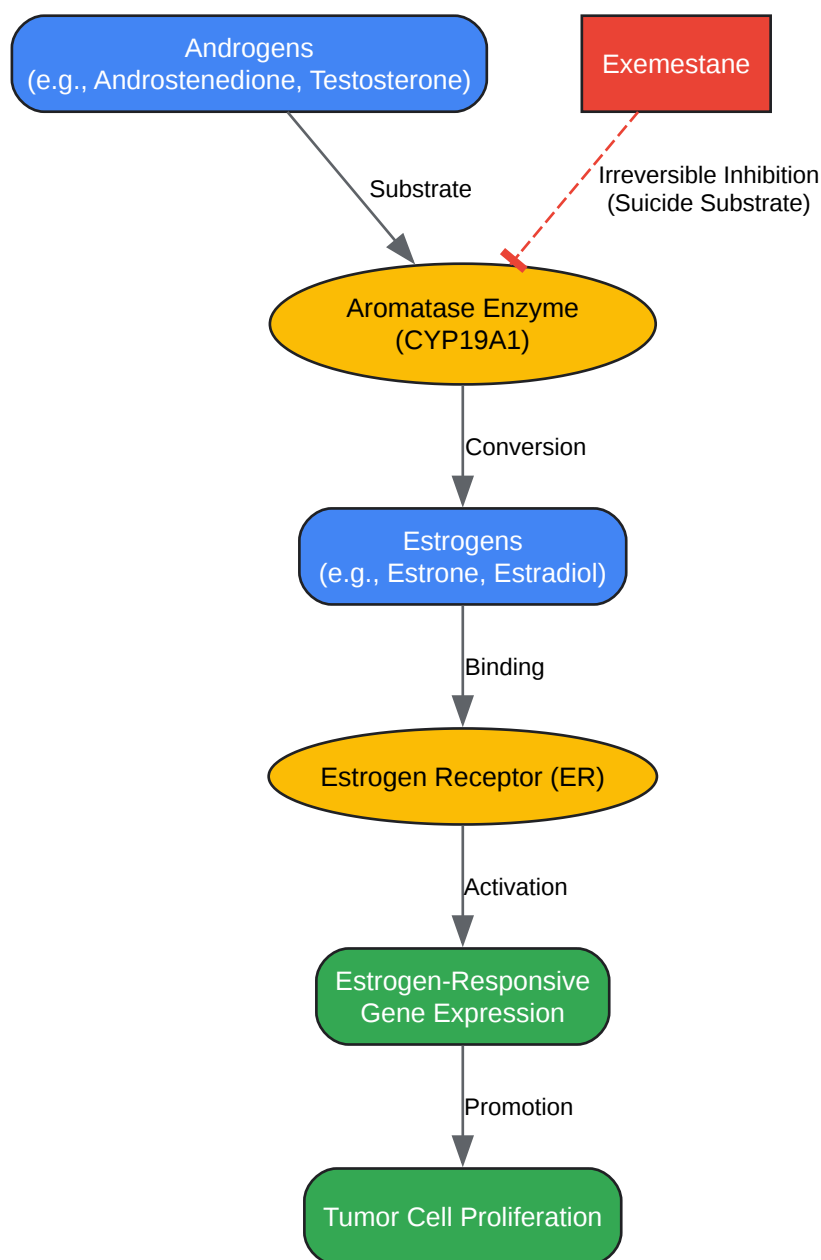 Androgens
(e.g., Androstenedione, Testosterone)
Exemestane
Substrate
Irreversible Inhibition
(Suicide Substrate)
Aromatase Enzyme
(CYP19A1)
Conversion
Estrogens
(e.g., Estrone, Estradiol)
Binding
Estrogen Receptor (ER)
Activation
Estrogen-Responsive
Gene Expression
Promotion
Tumor Cell Proliferation